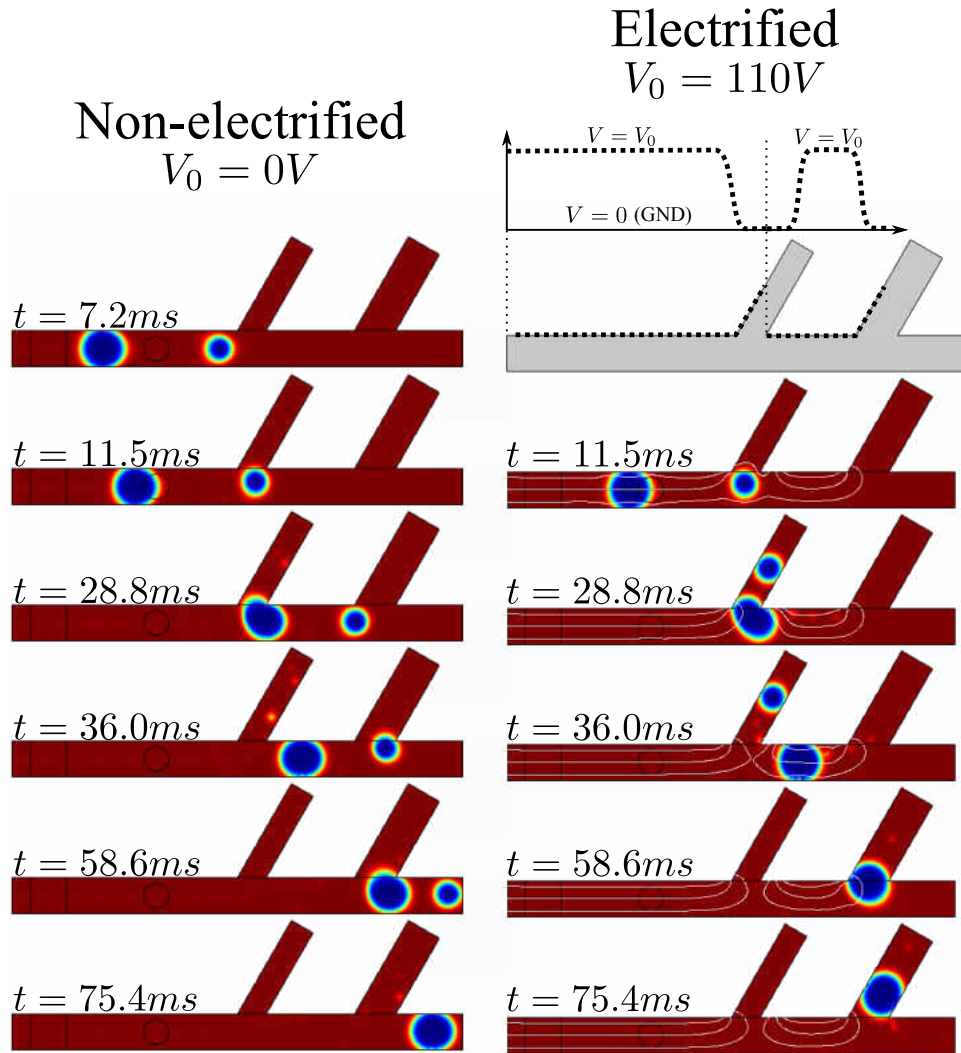 Electrified
V₀ = 110V
Non-electrified
V₀ = 0V
V = V₀
V = V₀
V = 0 (GND)
t = 7.2ms
t = 11.5ms
t = 11.5ms
t = 28.8ms
t = 28.8ms
t = 36.0ms
t = 36.0ms
t = 58.6ms
t = 58.6ms
t = 75.4ms
t = 75.4ms